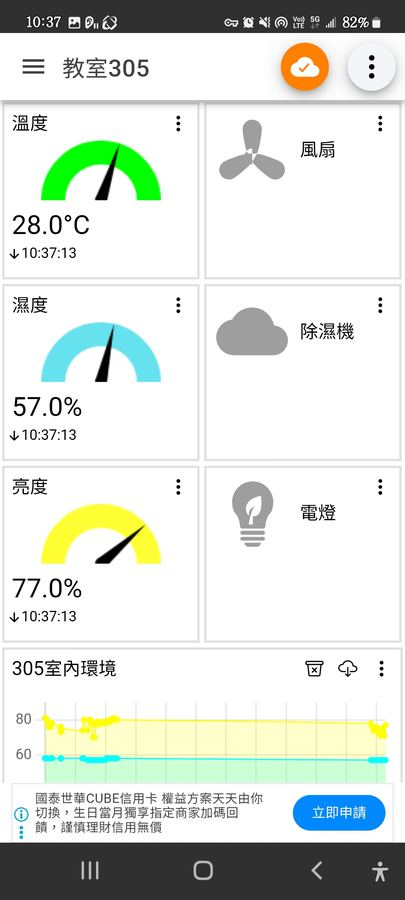 10:37
Vo)) LTE
5G
82%
教室305
溫度
28.0°C
↓10:37:13
風扇
濕度
57.0%
↓10:37:13
除濕機
亮度
77.0%
↓10:37:13
電燈
305室內環境
80
60
國泰世華CUBE信用卡 權益方案天天由你
切換，生日當月獨享指定商家加碼回
饋，謹慎理財信用無價
立即申請